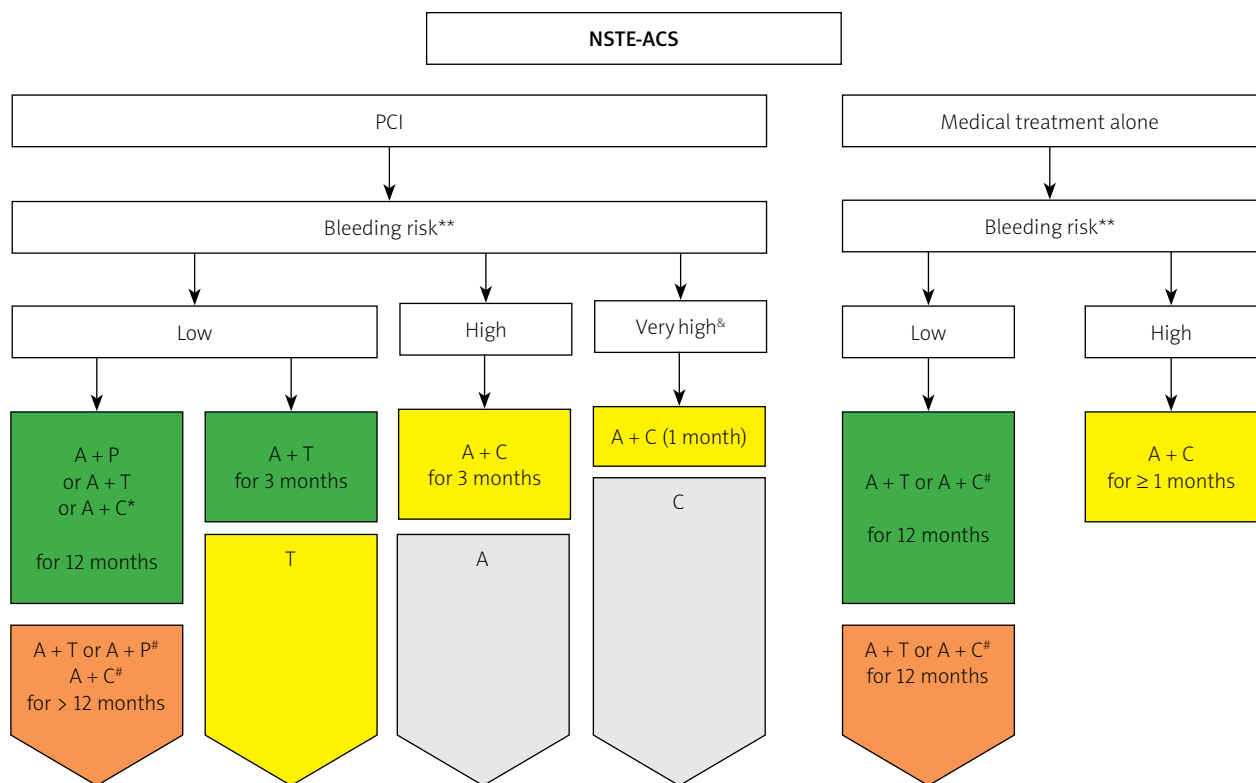 NSTE-ACS
PCI
Medical treatment alone
Bleeding risk**
Bleeding risk**
Low
High
Very high&
Low
High
A + P
or A + T
or A + C*
for 12 months
A + T
for 3 months
A + C
for 3 months
A + C (1 month)
A + T or A + C#
for 12 months
A + C
for ≥ 1 months
T
A
C
A + T or A + P#
A + C#
for > 12 months
A + T or A + C#
for 12 months